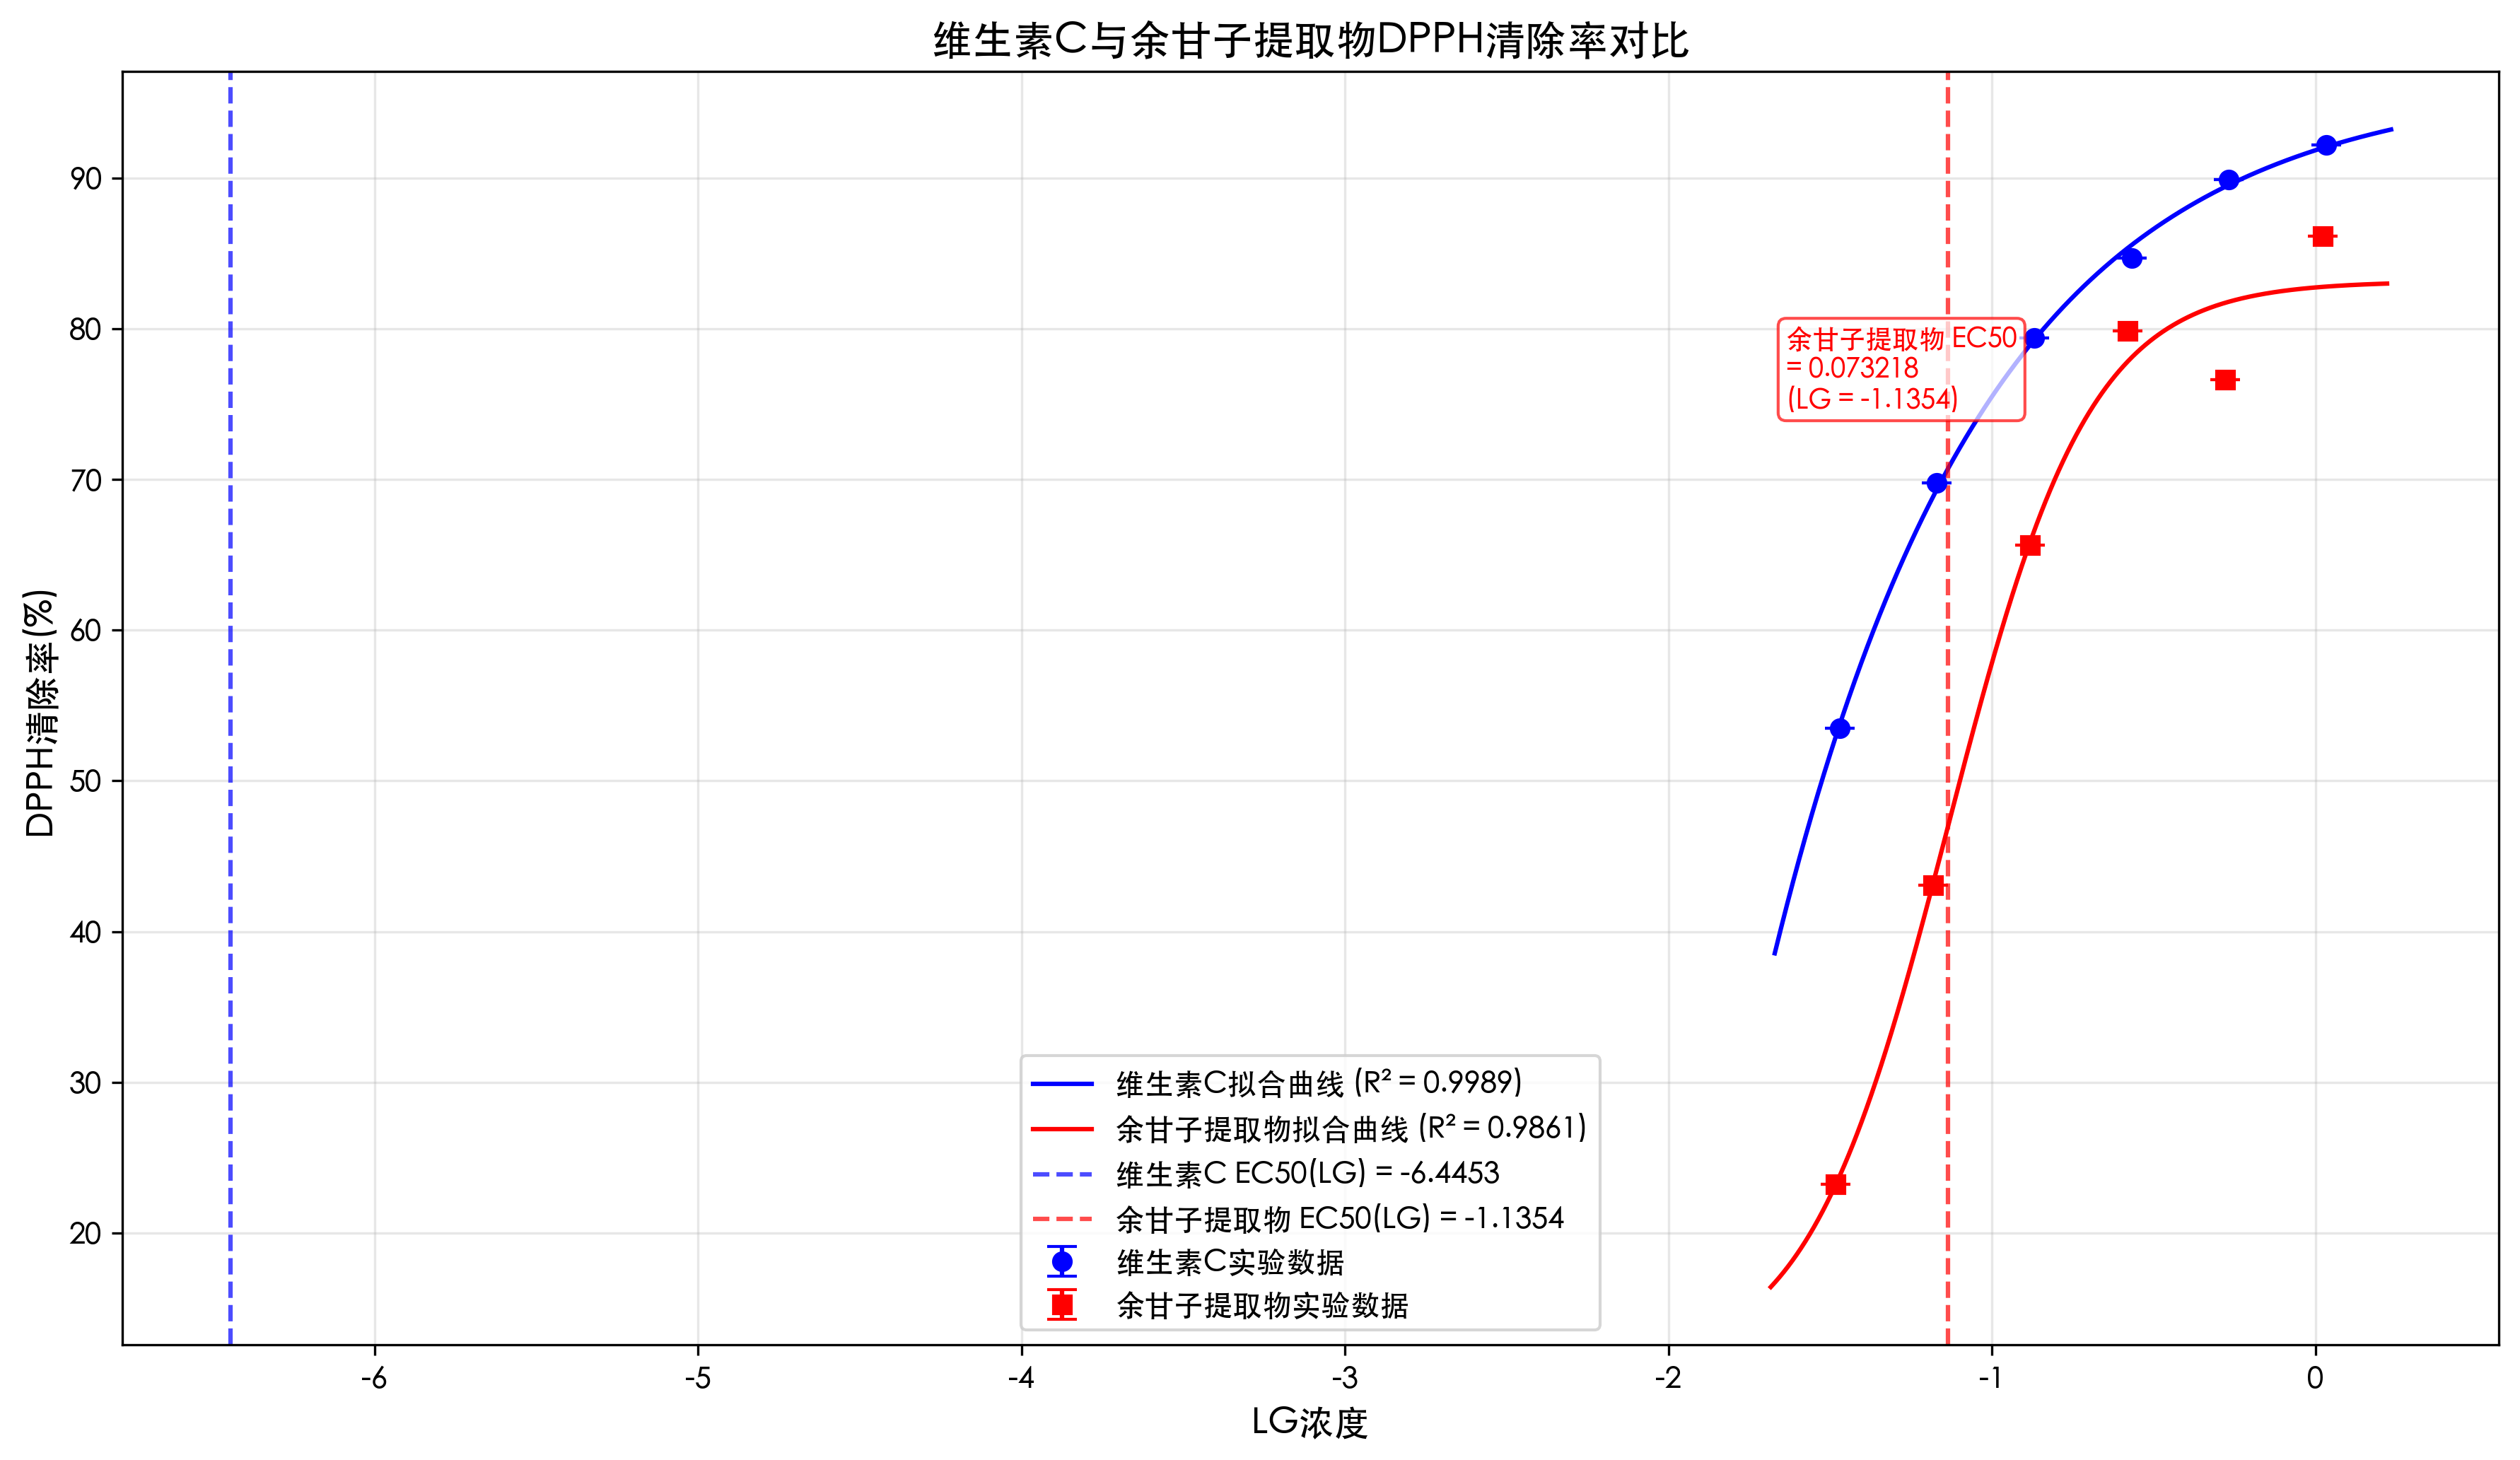 维生素C与余甘子提取物DPPH清除率对比
DPPH清除率 (%)
90
80
70
60
50
40
30
20
余甘子提取物 EC50
= 0.073218
(LG = -1.1354)
维生素C拟合曲线 (R² = 0.9989)
余甘子提取物拟合曲线 (R² = 0.9861)
维生素C EC50(LG) = -6.4453
余甘子提取物 EC50(LG) = -1.1354
维生素C实验数据
余甘子提取物实验数据
-6 -5 -4 -3 -2 -1 0
LG浓度